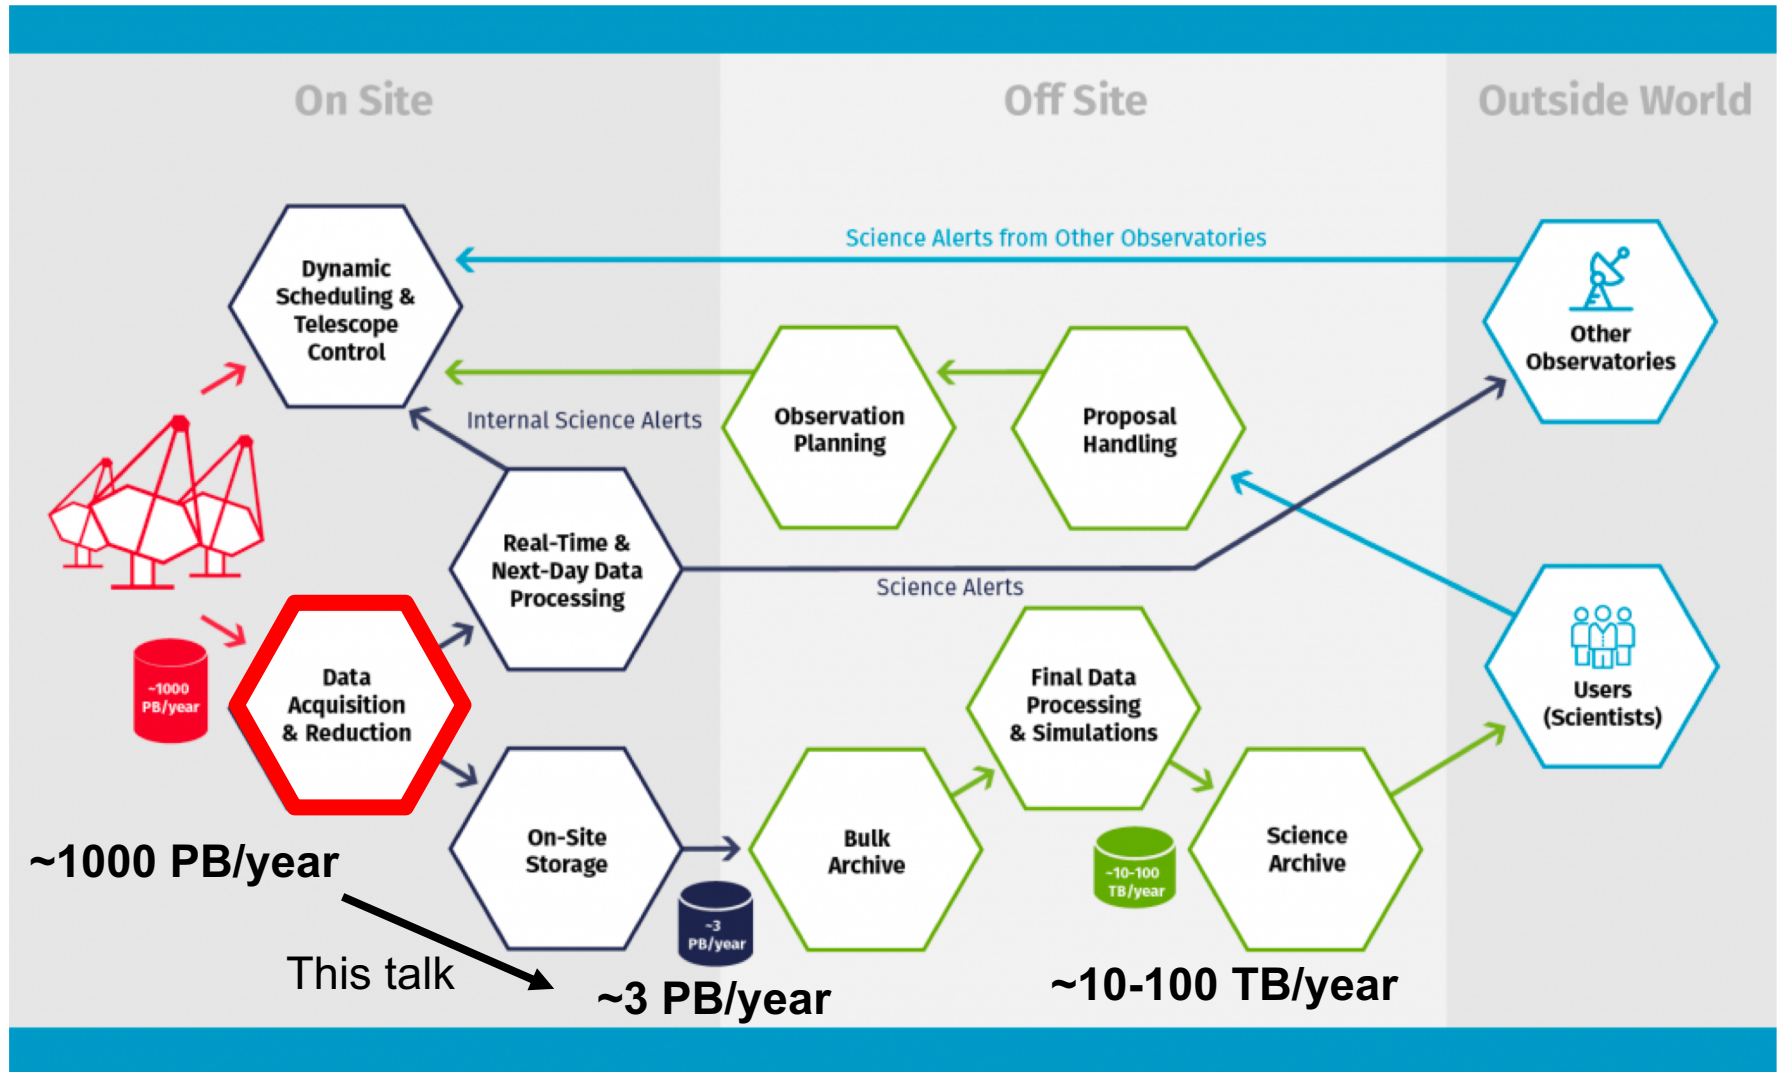 On Site
Off Site
Outside World
Science Alerts from Other Observatories
Dynamic
Scheduling &
Telescope
Control
Other
Observatories
Internal Science Alerts
Observation
Planning
Proposal
Handling
Real-Time &
Next-Day Data
Processing
Science Alerts
~1000
PB/year
Data
Acquisition
& Reduction
Final Data
Processing
& Simulations
Users
(Scientists)
On-Site
Storage
Bulk
Archive
Science
Archive
~10-100
TB/year
~3
PB/year
~1000 PB/year
This talk
~3 PB/year
~10-100 TB/year